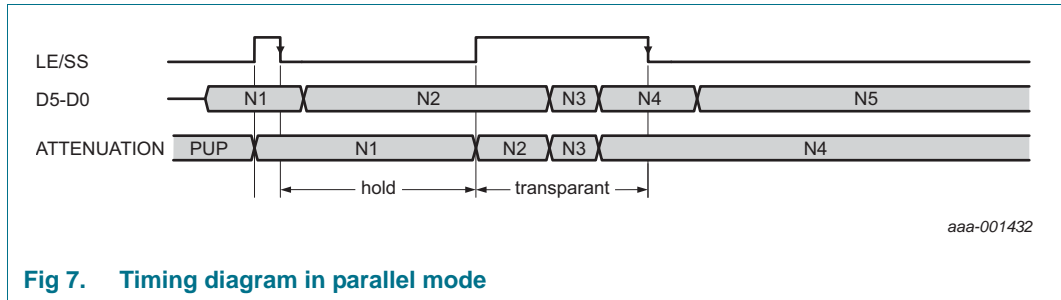 LE/SS
D5-D0 N1 N2 N3 N4 N5
ATTENUATION PUP N1 N2 N3 N4
hold transparant
aaa-001432
Fig 7. Timing diagram in parallel mode